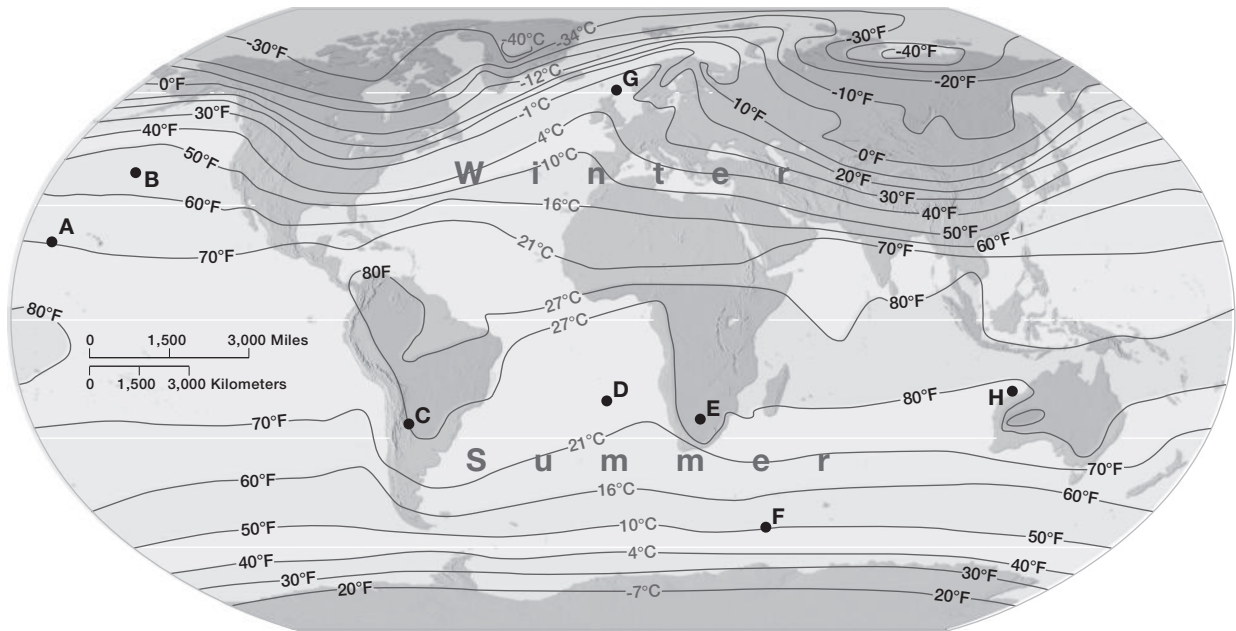 -40°C
-34°C
-30°F
-30°F
-40°F
-12°C
G
0°F
-20°F
-10°F
-1°C
10°F
30°F
40°F
4°C
50°F
10°C
0°F
B
W i n t e r
20°F
30°F
60°F
16°C
40°F
A
50°F
60°F
21°C
70°F
70°F
80F
27°C
80°F
80°F
27°C
0 1,500 3,000 Miles
0 1,500 3,000 Kilometers
D
H
80°F
C
E
70°F
21°C
S u m m e r
70°F
60°F
16°C
60°F
F
50°F
10°C
50°F
40°F
4°C
40°F
30°F
30°F
20°F
-7°C
20°F